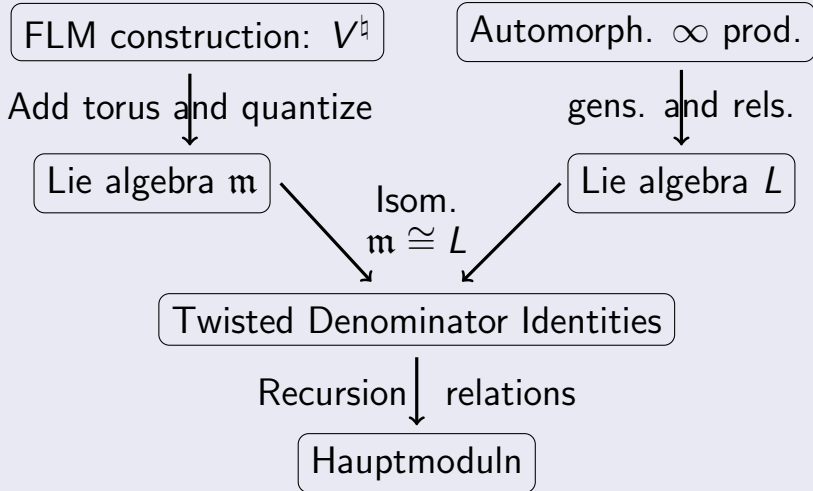 FLM construction: V♮
Automorph. ∞ prod.
Add torus and quantize
gens. and rels.
Lie algebra 𝔪
Lie algebra L
Isom.
𝔪 ≅ L
Twisted Denominator Identities
Recursion relations
Hauptmoduln